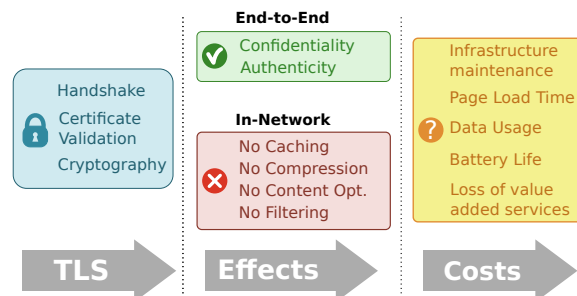 Handshake
Certificate
Validation
Cryptography
TLS
End-to-End
Confidentiality
Authenticity
In-Network
No Caching
No Compression
No Content Opt.
No Filtering
Effects
Infrastructure
maintenance
Page Load Time
?
Data Usage
Battery Life
Loss of value
added services
Costs